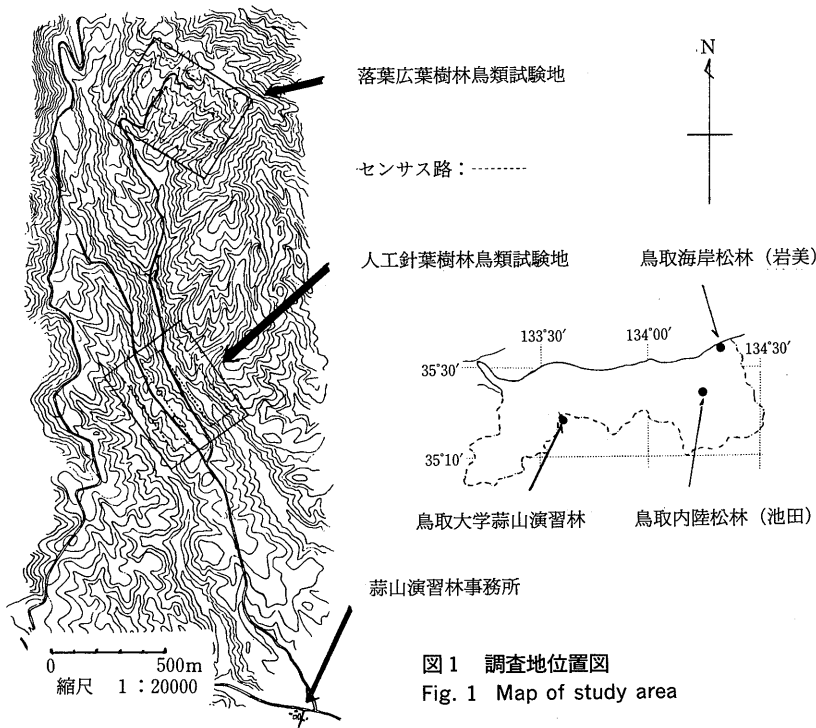 落葉広葉樹林鳥類試験地
N
センサス路：
人工針葉樹林鳥類試験地
鳥取海岸松林（岩美）
133°30′
134°00′
134°30′
35°30′
35°10′
鳥取大学蒜山演習林
鳥取内陸松林（池田）
蒜山演習林事務所
0 500m
縮尺 1：20000
図1 調査地位置図
Fig. 1 Map of study area